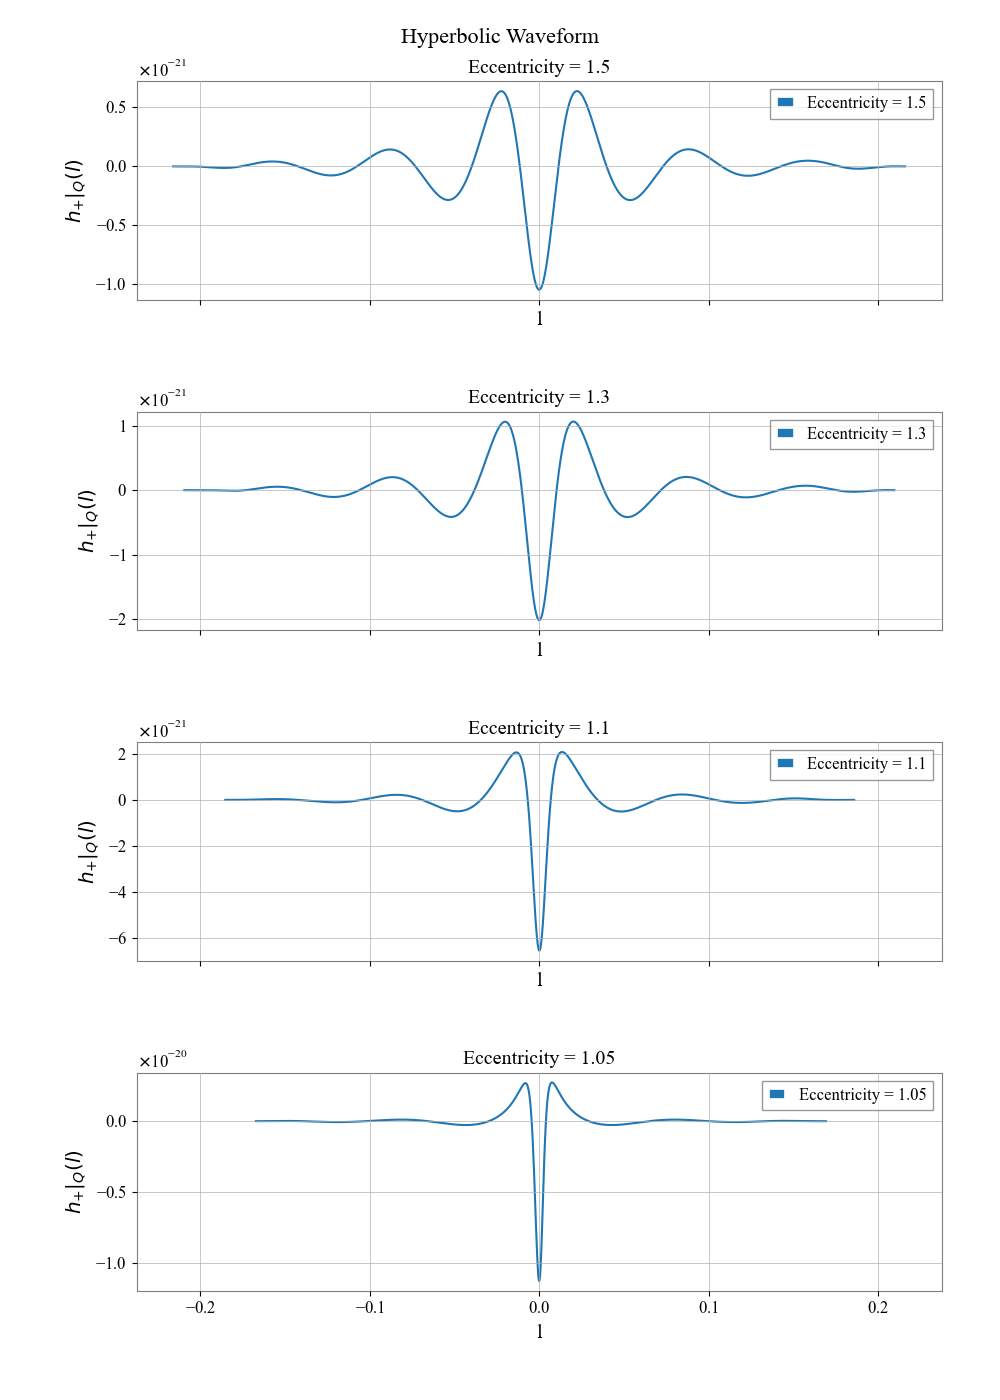 Hyperbolic Waveform
Eccentricity = 1.5
×10⁻²¹
Eccentricity = 1.5
0.5
0.0
−0.5
−1.0
h₊|Q(l)
l
Eccentricity = 1.3
×10⁻²¹
Eccentricity = 1.3
1
0
−1
−2
h₊|Q(l)
l
Eccentricity = 1.1
×10⁻²¹
Eccentricity = 1.1
2
0
−2
−4
−6
h₊|Q(l)
l
Eccentricity = 1.05
×10⁻²⁰
Eccentricity = 1.05
0.0
−0.5
−1.0
h₊|Q(l)
−0.2 −0.1 0.0 0.1 0.2
l